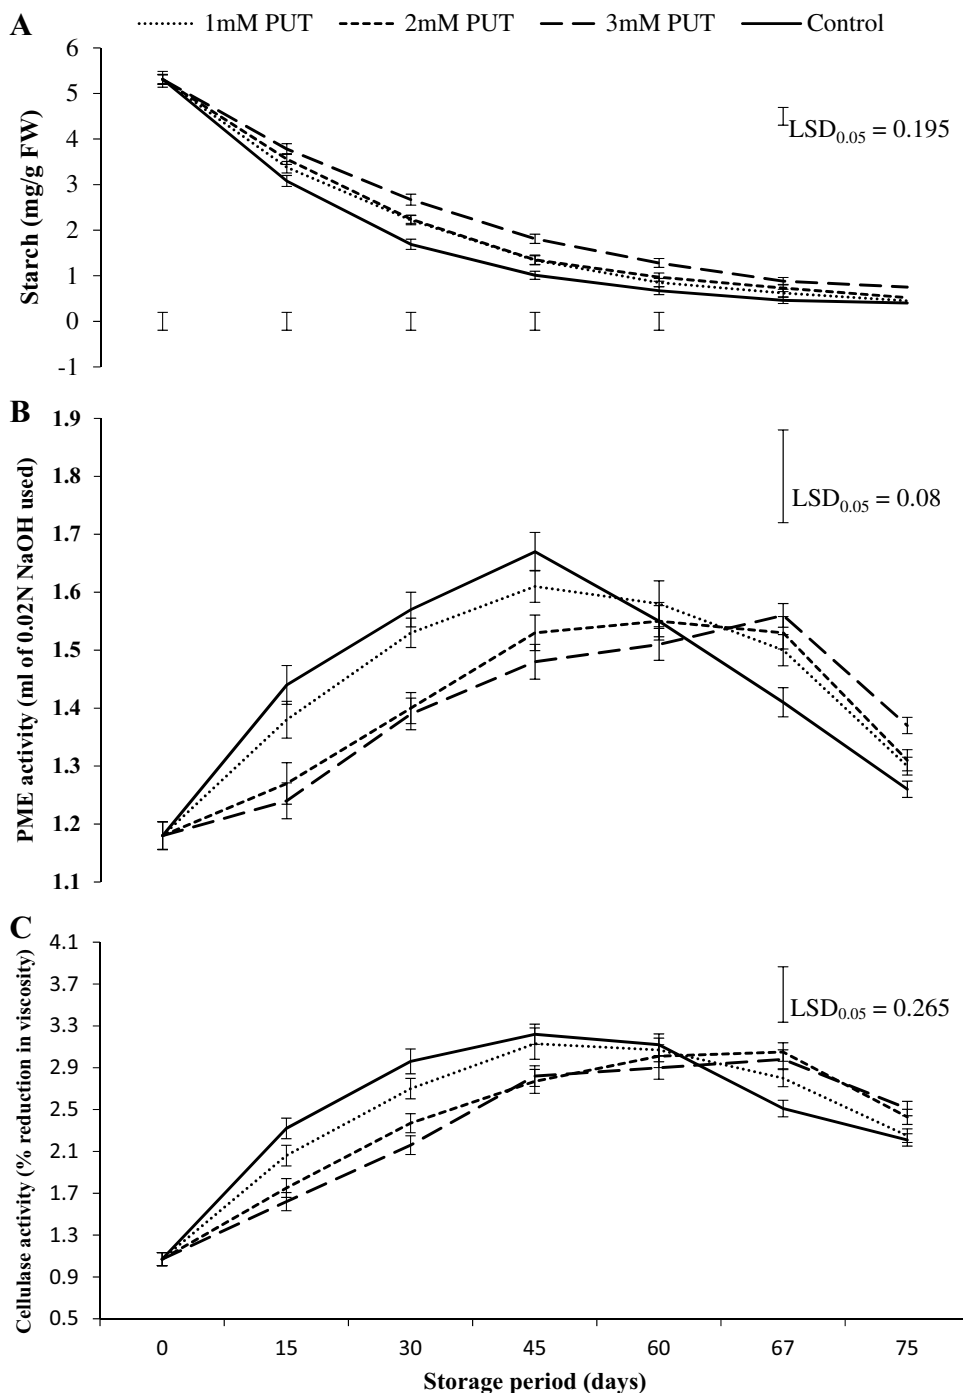 A
1mM PUT 2mM PUT 3mM PUT Control
Starch (mg/g FW)
6
5
4
3
2
1
0
-1
LSD0.05 = 0.195
B
PME activity (ml of 0.02N NaOH used)
1.9
1.8
1.7
1.6
1.5
1.4
1.3
1.2
1.1
LSD0.05 = 0.08
C
Cellulase activity (% reduction in viscosity)
4.1
3.7
3.3
2.9
2.5
2.1
1.7
1.3
0.9
0.5
LSD0.05 = 0.265
0 15 30 45 60 67 75
Storage period (days)